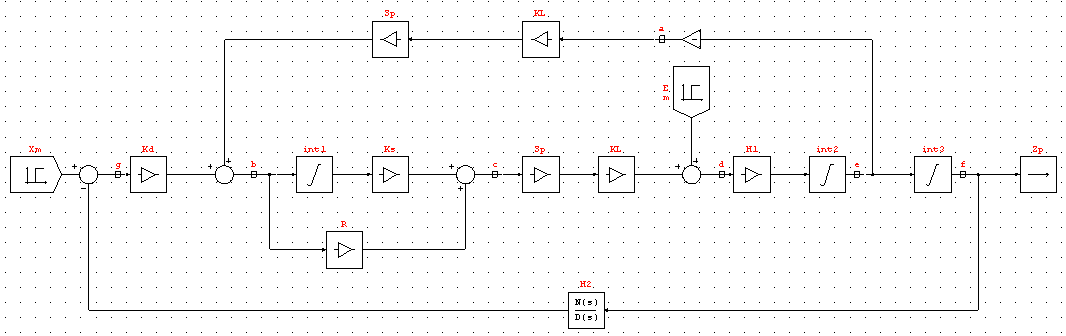 Sp.
KL.
a
E
m
Xm
g
Kd
b
int1
Ks
c
Sp
KL
d
H1
int2
e
int3
f
Zp
R
H2
N(s)
D(s)